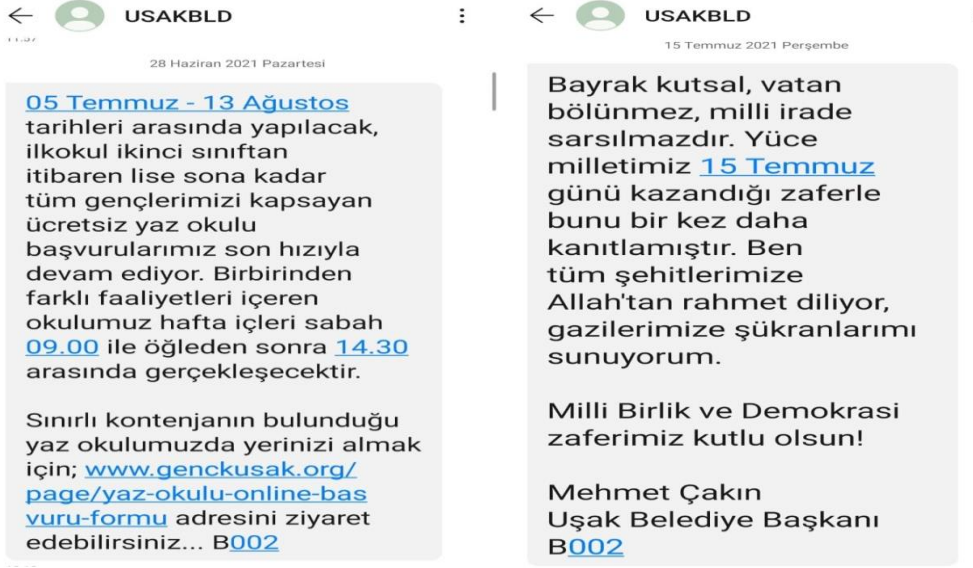 USAKBLD
28 Haziran 2021 Pazartesi
05 Temmuz - 13 Ağustos
tarihleri arasında yapılacak,
ilkokul ikinci sınıftan
itibaren lise sona kadar
tüm gençlerimizi kapsayan
ücretsiz yaz okulu
başvurularımız son hızıyla
devam ediyor. Birbirinden
farklı faaliyetleri içeren
okulumuz hafta içleri sabah
09.00 ile öğleden sonra 14.30
arasında gerçekleşecektir.
Sınırlı kontenjanın bulunduğu
yaz okulumuzda yerinizi almak
için; www.genckusak.org/
page/yaz-okulu-online-bas
vuru-formu adresini ziyaret
edebilirsiniz... B002
USAKBLD
15 Temmuz 2021 Perşembe
Bayrak kutsal, vatan
bölünmez, milli irade
sarsılmazdır. Yüce
milletimiz 15 Temmuz
günü kazandığı zaferle
bunu bir kez daha
kanıtlamıştır. Ben
tüm şehitlerimize
Allah'tan rahmet diliyor,
gazilerimize şükranlarımı
sunuyorum.
Milli Birlik ve Demokrasi
zaferimiz kutlu olsun!
Mehmet Çakın
Uşak Belediye Başkanı
B002